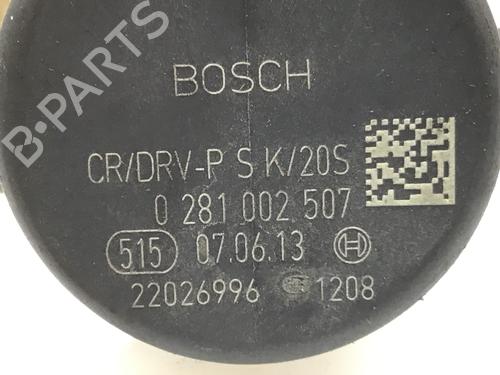 B-PARTS
BOSCH
CR/DRV-P S K/20S
0 281 002 507
515 07.06.13
22026996 1208